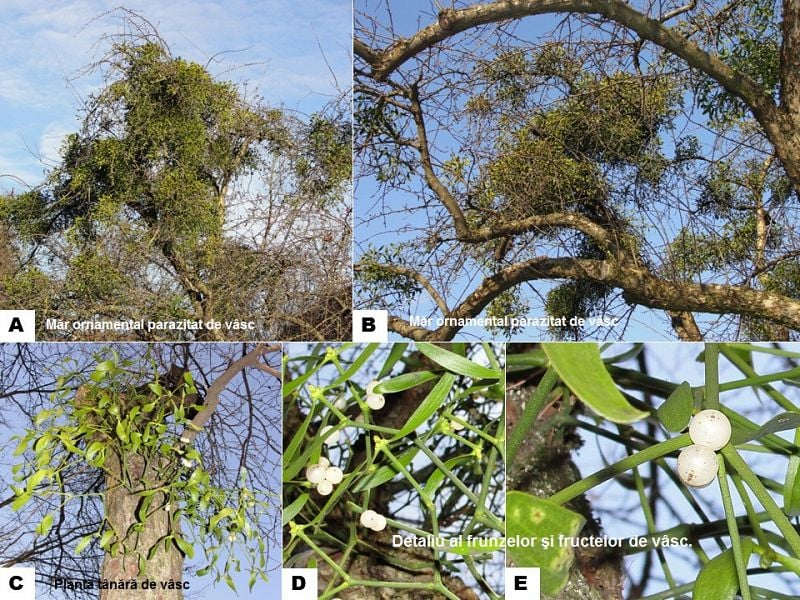 A
Măr ornamental parazitat de vâsc
B
Măr ornamental parazitat de vâsc
C
Plantă tânără de vâsc
D
Detaliu al frunzelor și fructelor de vâsc.
E